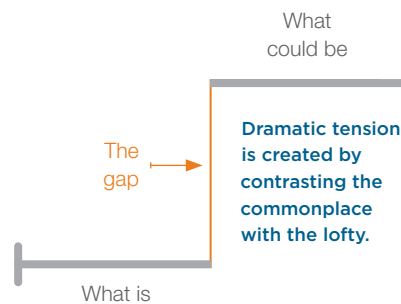 What
could be
The
gap
Dramatic tension
is created by
contrasting the
commonplace
with the lofty.
What is